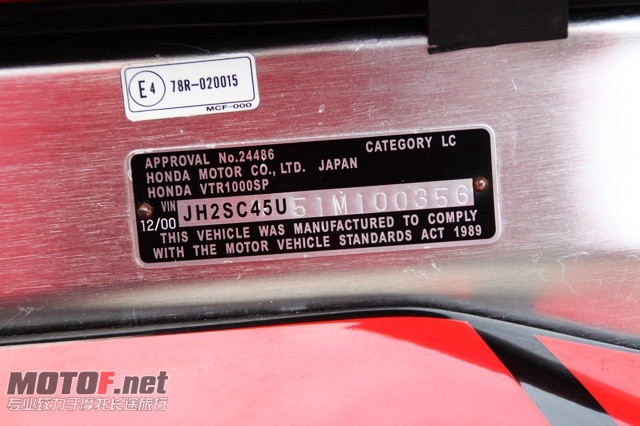 E4 78R-020015
MCF-000
APPROVAL No.24486 CATEGORY LC
HONDA MOTOR CO.,LTD. JAPAN
HONDA VTR1000SP
VIN JH2SC45U51M100356
12/00
THIS VEHICLE WAS MANUFACTURED TO COMPLY
WITH THE MOTOR VEHICLE STANDARDS ACT 1989
MOTOF.net
专业致力于摩托长途旅行